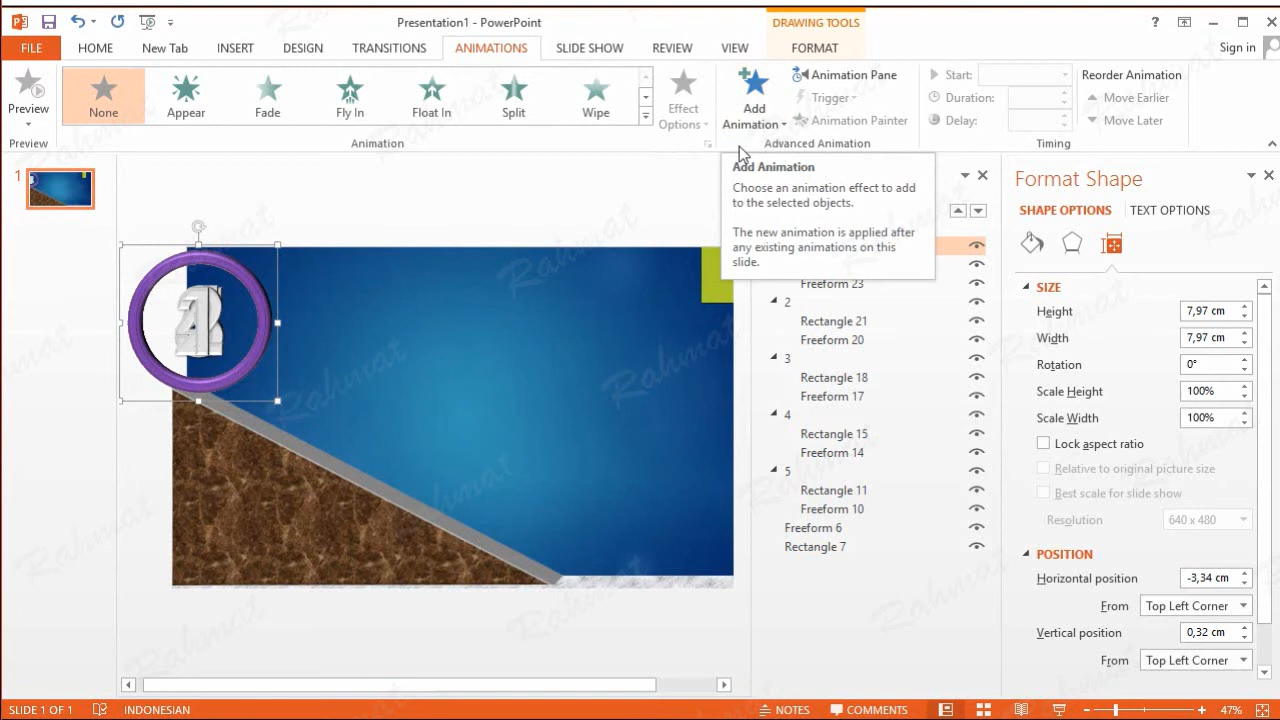 Presentation1 - PowerPoint
DRAWING TOOLS
?
FILE
HOME
New Tab
INSERT
DESIGN
TRANSITIONS
ANIMATIONS
SLIDE SHOW
REVIEW
VIEW
FORMAT
Sign in
Preview
None
Appear
Fade
Fly In
Float In
Split
Wipe
Effect
Options
Add
Animation
Animation Pane
Trigger
Animation Painter
Start:
Duration:
Delay:
Reorder Animation
Move Earlier
Move Later
Preview
Animation
Advanced Animation
Timing
Add Animation
Choose an animation effect to add
to the selected objects.
The new animation is applied after
any existing animations on this
slide.
1
Freeform 23
2
Rectangle 21
Freeform 20
3
Rectangle 18
Freeform 17
4
Rectangle 15
Freeform 14
5
Rectangle 11
Freeform 10
Freeform 6
Rectangle 7
Format Shape
SHAPE OPTIONS
TEXT OPTIONS
SIZE
Height
7,97 cm
Width
7,97 cm
Rotation
0°
Scale Height
100%
Scale Width
100%
Lock aspect ratio
Relative to original picture size
Best scale for slide show
Resolution
640 x 480
POSITION
Horizontal position
-3,34 cm
From
Top Left Corner
Vertical position
0,32 cm
From
Top Left Corner
Rahmat
Rahmat
Rahmat
Rahmat
Rahmat
Rahmat
SLIDE 1 OF 1
INDONESIAN
NOTES
COMMENTS
47%